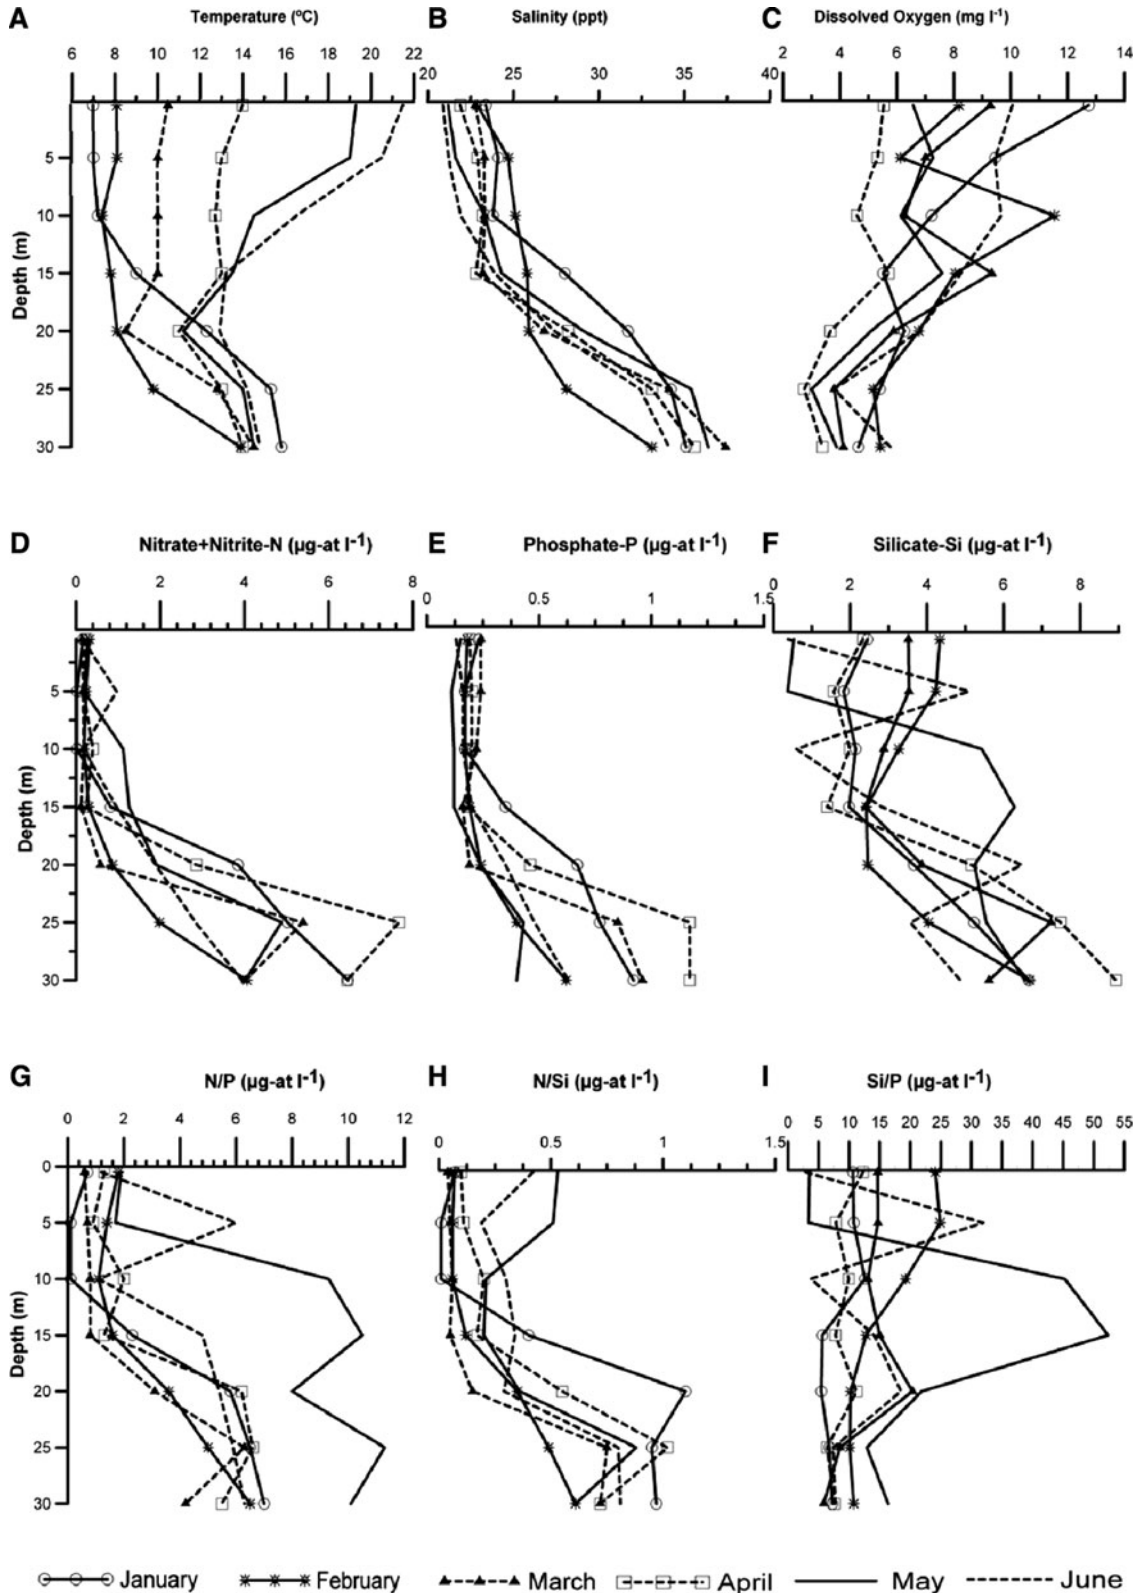 A Temperature (ºC) B Salinity (ppt) C Dissolved Oxygen (mg l-1)
6 8 10 12 14 16 18 20 22
20 25 30 35 40
2 4 6 8 10 12 14
Depth (m)
5
10
15
20
25
30
D Nitrate+Nitrite-N (µg-at l-1) E Phosphate-P (µg-at l-1) F Silicate-Si (µg-at l-1)
0 2 4 6 8
0 0.5 1 1.5
0 2 4 6 8
Depth (m)
5
10
15
20
25
30
G N/P (µg-at l-1) H N/Si (µg-at l-1) I Si/P (µg-at l-1)
0 2 4 6 8 10 12
0 0.5 1 1.5
0 5 10 15 20 25 30 35 40 45 50 55
Depth (m)
0
5
10
15
20
25
30
January February March April May June